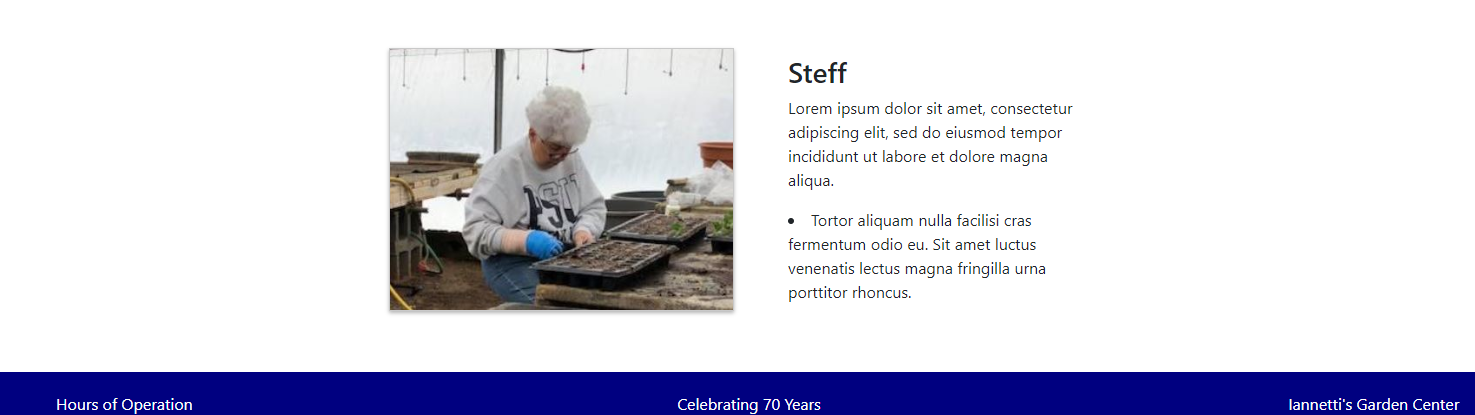 PSU
Steff
Lorem ipsum dolor sit amet, consectetur
adipiscing elit, sed do eiusmod tempor
incididunt ut labore et dolore magna
aliqua.
• Tortor aliquam nulla facilisi cras
fermentum odio eu. Sit amet luctus
venenatis lectus magna fringilla urna
porttitor rhoncus.
Hours of Operation
Celebrating 70 Years
Iannetti's Garden Center